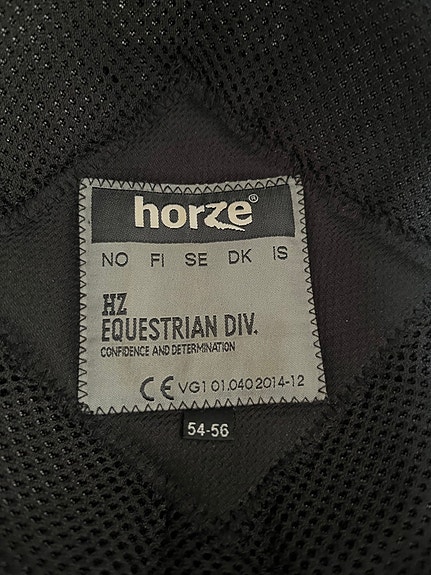 horze®
NO FI SE DK IS
HZ
EQUESTRIAN DIV.
CONFIDENCE AND DETERMINATION
CE VG1 01.040 2014-12
54-56